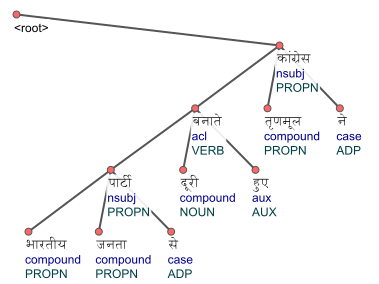 <root>
कांग्रेस
nsubj
PROPN
बनाते
acl
VERB
तृणमूल
compound
PROPN
ने
case
ADP
पार्टी
nsubj
PROPN
दूरी
compound
NOUN
हुए
aux
AUX
भारतीय
compound
PROPN
जनता
compound
PROPN
से
case
ADP